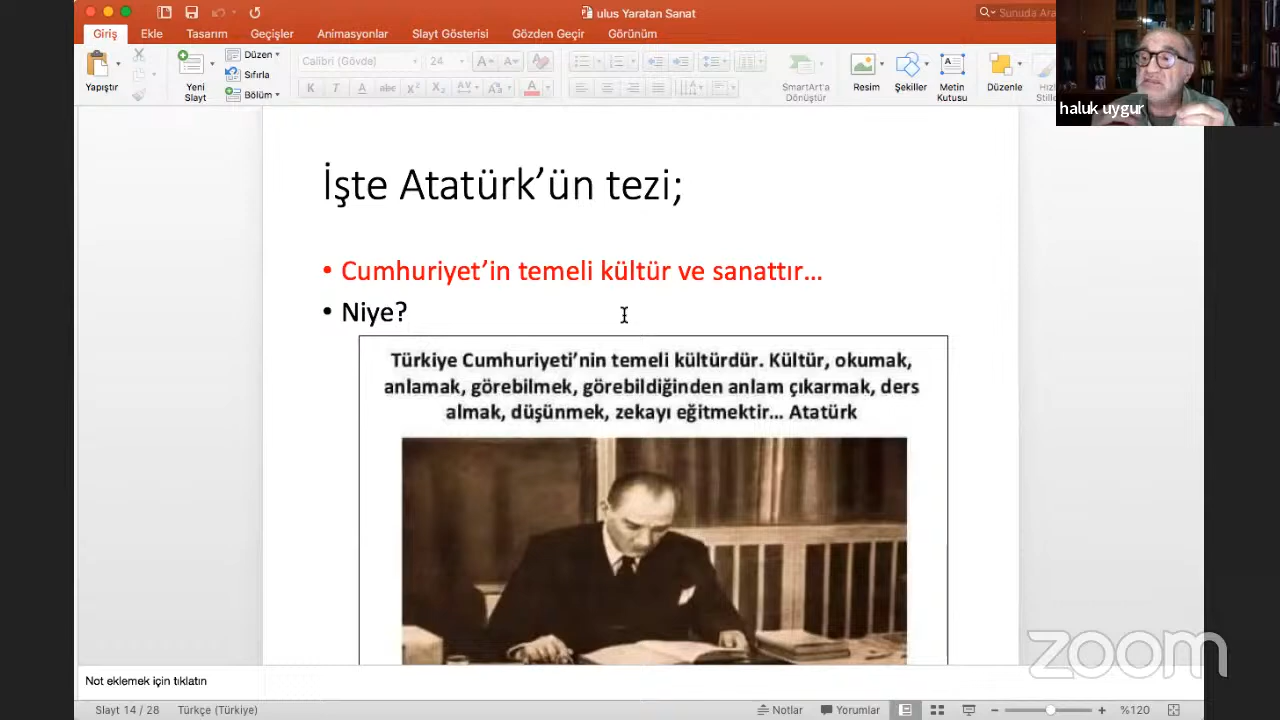 ulus Yaratan Sanat
Sunuda Ara
Giriş Ekle Tasarım Geçişler Animasyonlar Slayt Gösterisi Gözden Geçir Görünüm
Yapıştır
Yeni
Slayt
Düzen
Sıfırla
Bölüm
Calibri (Gövde) 24
SmartArt'a
Dönüştür
Resim
Şekiller
Metin
Kutusu
Düzenle
haluk uygur
İşte Atatürk’ün tezi;
• Cumhuriyet’in temeli kültür ve sanattır…
• Niye?
Türkiye Cumhuriyeti’nin temeli kültürdür. Kültür, okumak,
anlamak, görebilmek, görebildiğinden anlam çıkarmak, ders
almak, düşünmek, zekayı eğitmektir… Atatürk
zoom
Not eklemek için tıklatın
Slayt 14 / 28 Türkçe (Türkiye) Notlar Yorumlar %120